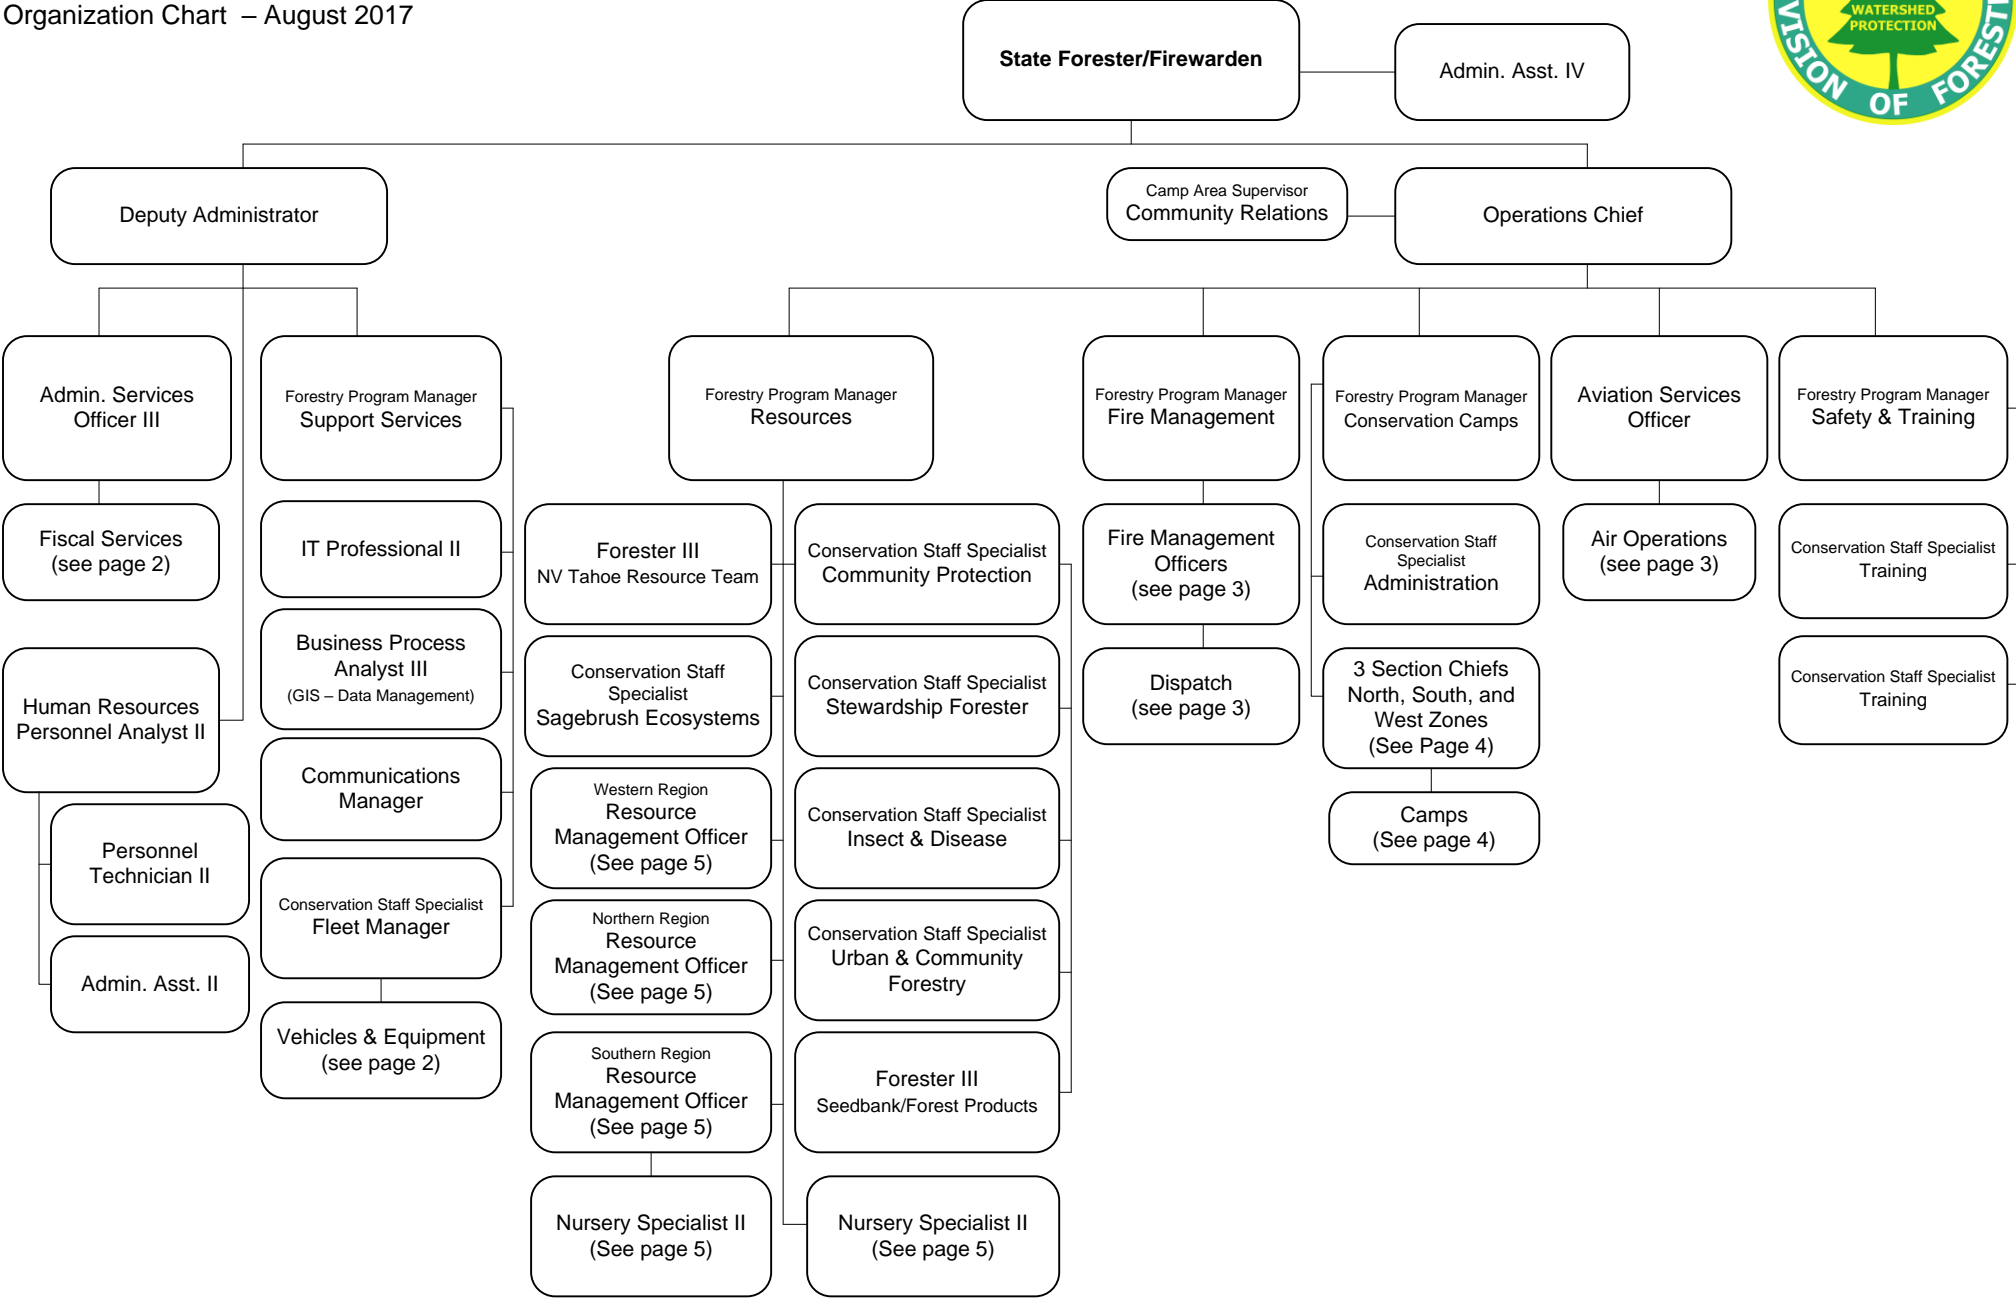 Organization Chart – August 2017
WATERSHED
PROTECTION
VISION OF FORESTR
State Forester/Firewarden
Admin. Asst. IV
Deputy Administrator
Camp Area Supervisor
Community Relations
Operations Chief
Admin. Services
Officer III
Forestry Program Manager
Support Services
Forestry Program Manager
Resources
Forestry Program Manager
Fire Management
Forestry Program Manager
Conservation Camps
Aviation Services
Officer
Forestry Program Manager
Safety & Training
Fiscal Services
(see page 2)
IT Professional II
Forester III
NV Tahoe Resource Team
Conservation Staff Specialist
Community Protection
Fire Management
Officers
(see page 3)
Conservation Staff
Specialist
Administration
Air Operations
(see page 3)
Conservation Staff Specialist
Training
Human Resources
Personnel Analyst II
Business Process
Analyst III
(GIS – Data Management)
Conservation Staff
Specialist
Sagebrush Ecosystems
Conservation Staff Specialist
Stewardship Forester
Dispatch
(see page 3)
3 Section Chiefs
North, South, and
West Zones
(See Page 4)
Conservation Staff Specialist
Training
Communications
Manager
Western Region
Resource
Management Officer
(See page 5)
Conservation Staff Specialist
Insect & Disease
Camps
(See page 4)
Personnel
Technician II
Conservation Staff Specialist
Fleet Manager
Northern Region
Resource
Management Officer
(See page 5)
Conservation Staff Specialist
Urban & Community
Forestry
Admin. Asst. II
Vehicles & Equipment
(see page 2)
Southern Region
Resource
Management Officer
(See page 5)
Forester III
Seedbank/Forest Products
Nursery Specialist II
(See page 5)
Nursery Specialist II
(See page 5)